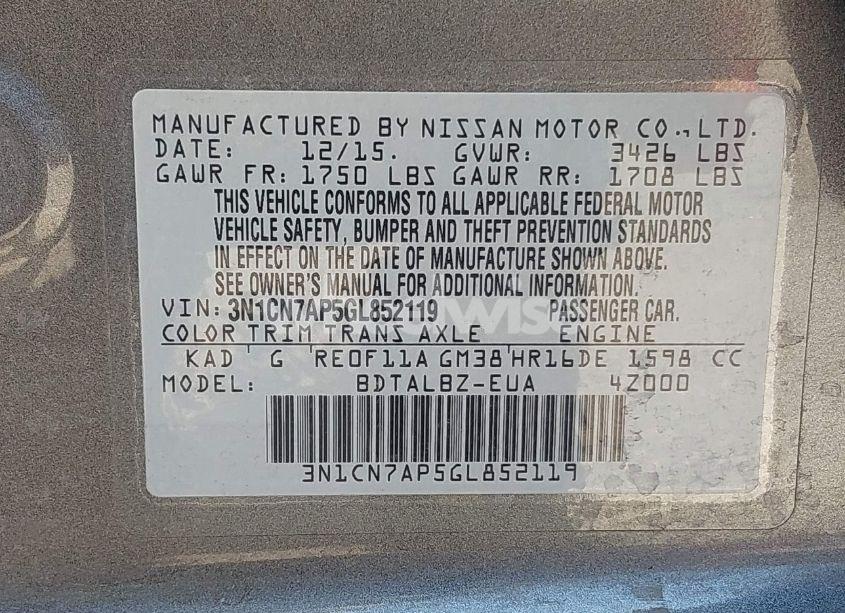 MANUFACTURED BY NISSAN MOTOR CO., LTD.
DATE: 12/15. GVWR: 3426 LBS
GAWR FR: 1750 LBS GAWR RR: 1708 LBS
THIS VEHICLE CONFORMS TO ALL APPLICABLE FEDERAL MOTOR
VEHICLE SAFETY, BUMPER AND THEFT PREVENTION STANDARDS
IN EFFECT ON THE DATE OF MANUFACTURE SHOWN ABOVE.
SEE OWNER'S MANUAL FOR ADDITIONAL INFORMATION.
VIN: 3N1CN7AP5GL852119 PASSENGER CAR.
COLOR TRIM TRANS AXLE ENGINE
KAD G RE0F11A GM38 HR16DE 1598 CC
MODEL: BDTALBZ-EUA 4Z000
3N1CN7AP5GL852119